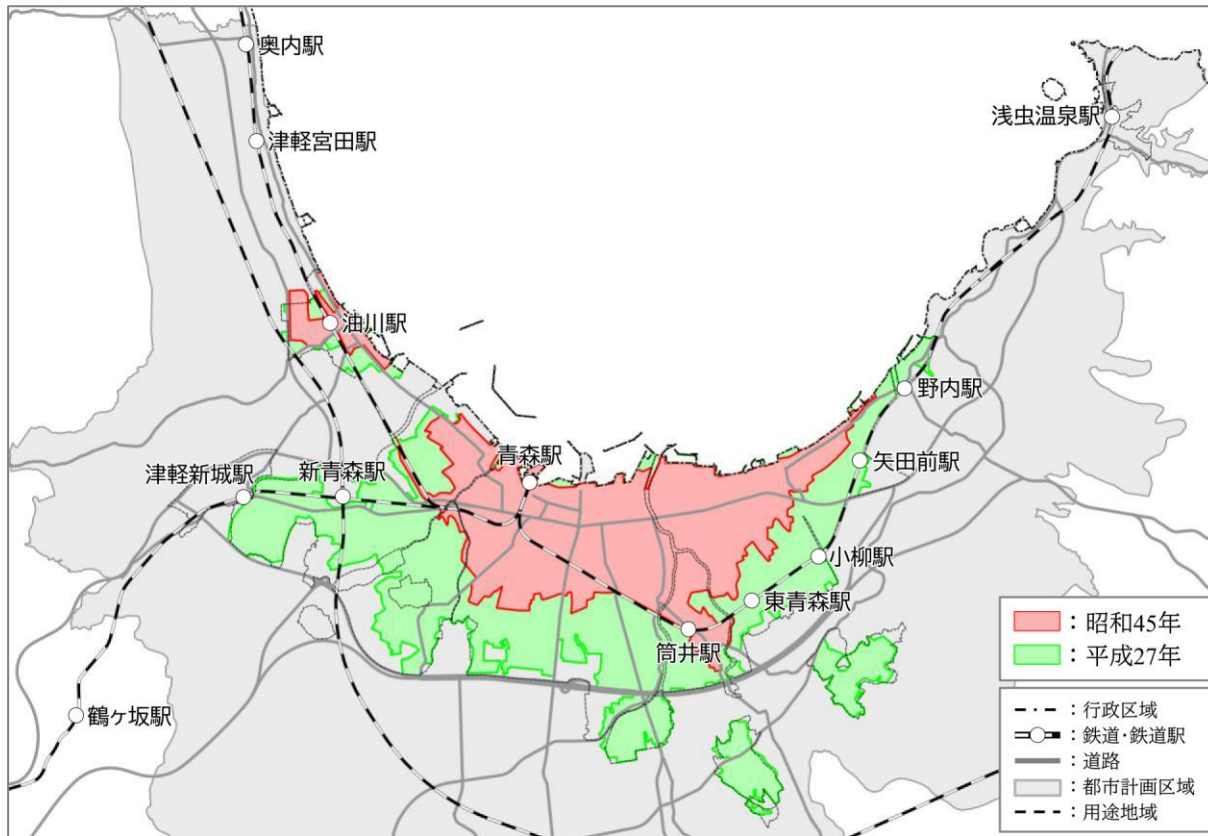 奥内駅
浅虫温泉駅
津軽宮田駅
油川駅
野内駅
青森駅
矢田前駅
津軽新城駅
新青森駅
小柳駅
東青森駅
筒井駅
鶴ヶ坂駅
：昭和45年
：平成27年
：行政区域
：鉄道・鉄道駅
：道路
：都市計画区域
：用途地域